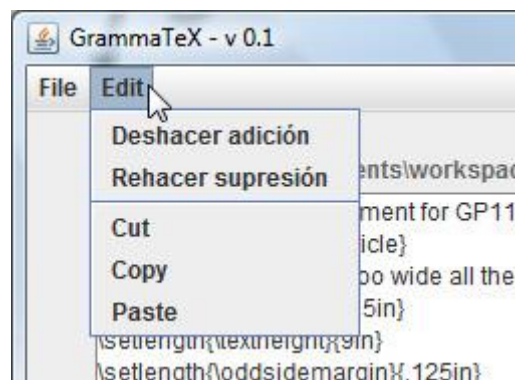 GrammaTeX - v 0.1
File Edit
Deshacer adición
Rehacer supresión
ents\workspac
ment for GP11
Cut
icle}
Copy
oo wide all the
Paste
5in}
\setlength{\textheight}{9in}
\setlength{\oddsidemargin}{.125in}